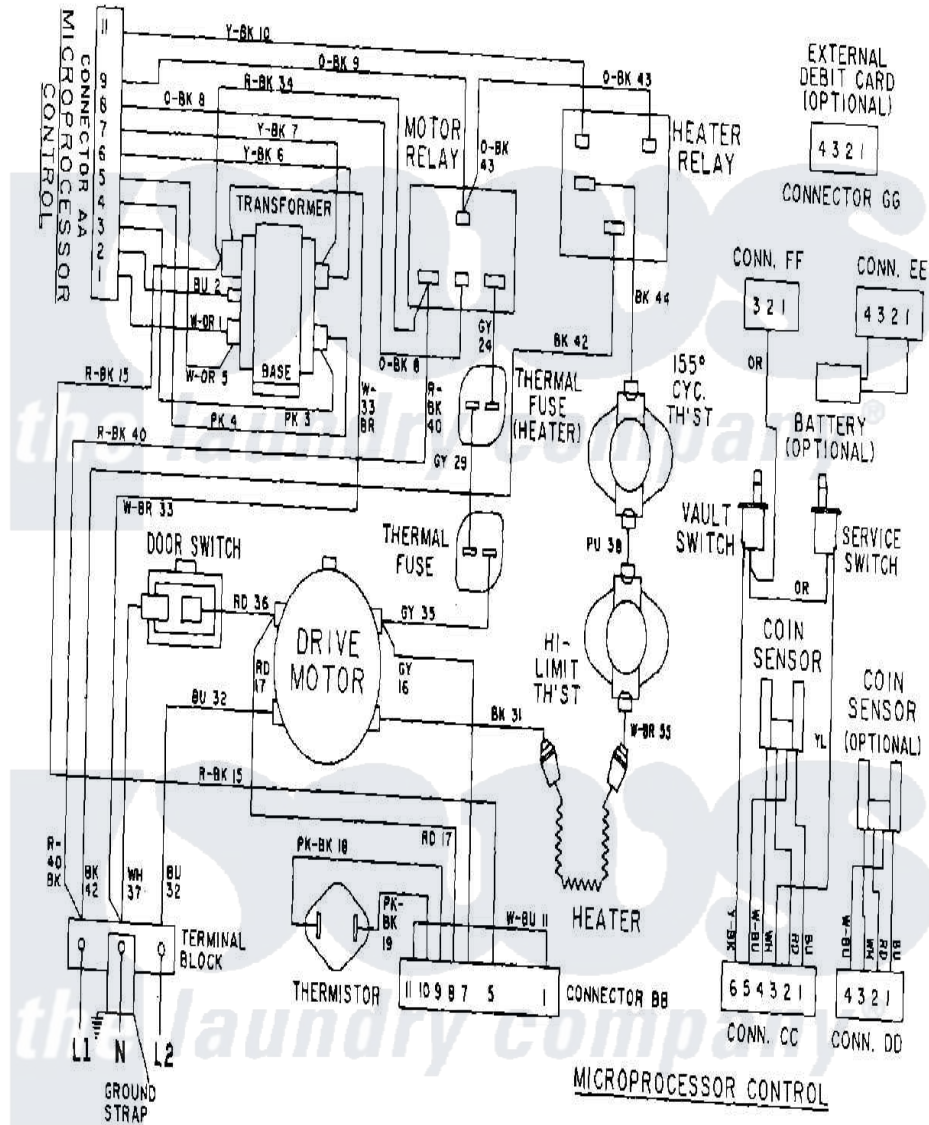 MICROPROCESSOR
CONTROL
CONNECTOR AA
11
9
8
7
6
5
4
3
2
1
Y-BK 10
O-BK 9
R-BK 34
O-BK 8
Y-BK 7
Y-BK 6
TRANSFORMER
BU 2
W-OR 1
W-OR 5
BASE
PK 4
PK 3
R-BK 15
R-BK 40
W-BR 33
W-
33
BR
MOTOR
RELAY
O-BK
43
O-BK 43
HEATER
RELAY
O-BK 8
R-
BK
40
GY
24
BK 42
BK 44
THERMAL
FUSE
(HEATER)
GY 29
THERMAL
FUSE
155°
CYC.
TH'ST
PU 38
HI-
LIMIT
TH'ST
W-BR 55
EXTERNAL
DEBIT CARD
(OPTIONAL)
4 3 2 1
CONNECTOR GG
CONN. FF
3 2 1
CONN. EE
4 3 2 1
OR
BATTERY
(OPTIONAL)
VAULT
SWITCH
SERVICE
SWITCH
OR
DOOR SWITCH
RD 36
DRIVE
MOTOR
GY 35
RD
17
GY
16
BU 32
BK 31
R-BK 15
COIN
SENSOR
YL
COIN
SENSOR
(OPTIONAL)
R-
40
BK
BK
42
WH
37
BU
32
TERMINAL
BLOCK
L1
N
L2
GROUND
STRAP
PK-BK 18
RD 17
PK-
BK
19
W-BU 11
THERMISTOR
11 10 9 8 7 5 1
CONNECTOR BB
HEATER
Y-BK
W-BU
WH
RD
BU
6 5 4 3 2 1
CONN. CC
W-BU
WH
RD
BU
4 3 2 1
CONN. DD
MICROPROCESSOR CONTROL
the laundry company®
the laundry company®